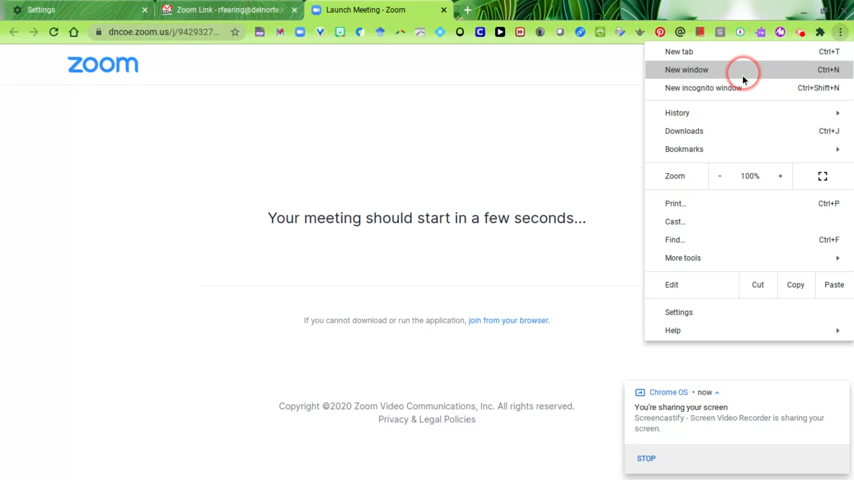 Settings
Zoom Link - rfearing@delnorte.
Launch Meeting - Zoom
dncoe.zoom.us/j/9429327...
zoom
Your meeting should start in a few seconds...
If you cannot download or run the application, join from your browser.
Copyright ©2020 Zoom Video Communications, Inc. All rights reserved.
Privacy & Legal Policies
New tab Ctrl+T
New window Ctrl+N
New incognito window Ctrl+Shift+N
History
Downloads Ctrl+J
Bookmarks
Zoom - 100% +
Print... Ctrl+P
Cast...
Find... Ctrl+F
More tools
Edit Cut Copy Paste
Settings
Help
Chrome OS • now
You're sharing your screen
Screencastify - Screen Video Recorder is sharing your
screen.
STOP